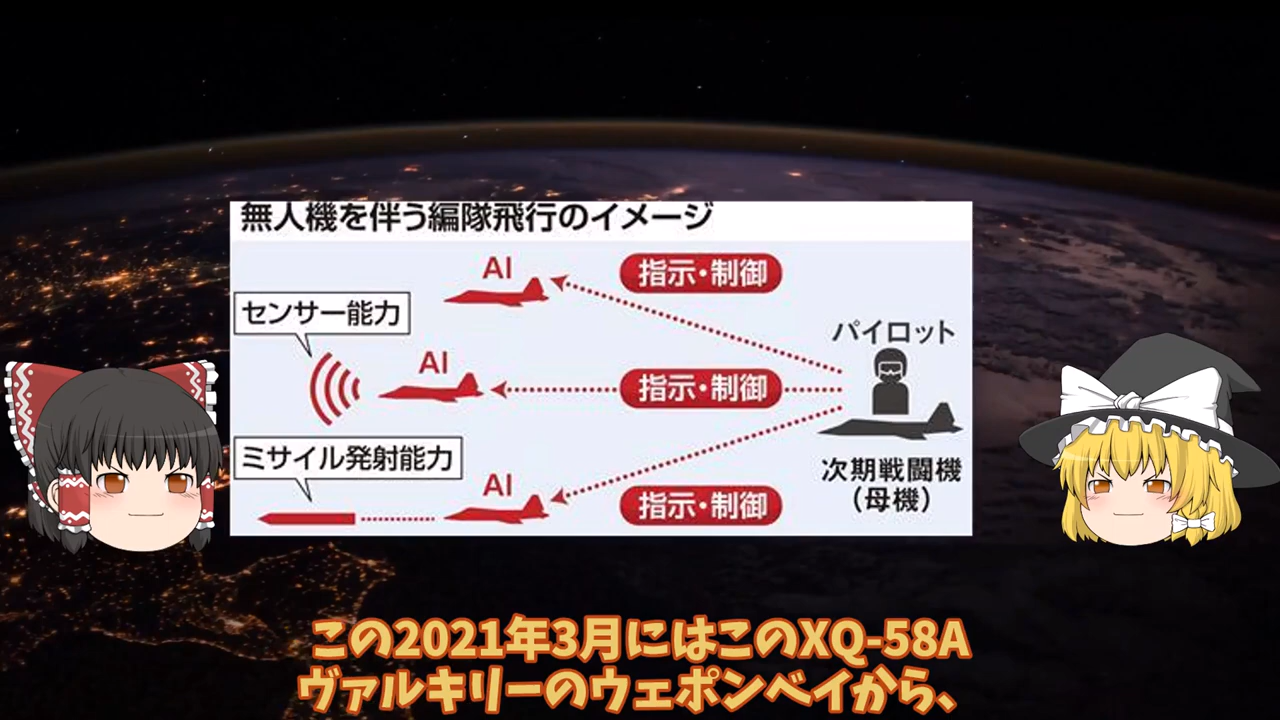 無人機を伴う編隊飛行のイメージ
AI
指示・制御
センサー能力
パイロット
AI
指示・制御
ミサイル発射能力
次期戦闘機
(母機)
AI
指示・制御
この2021年3月にはこのXQ-58A
ヴァルキリーのウェポンベイから、